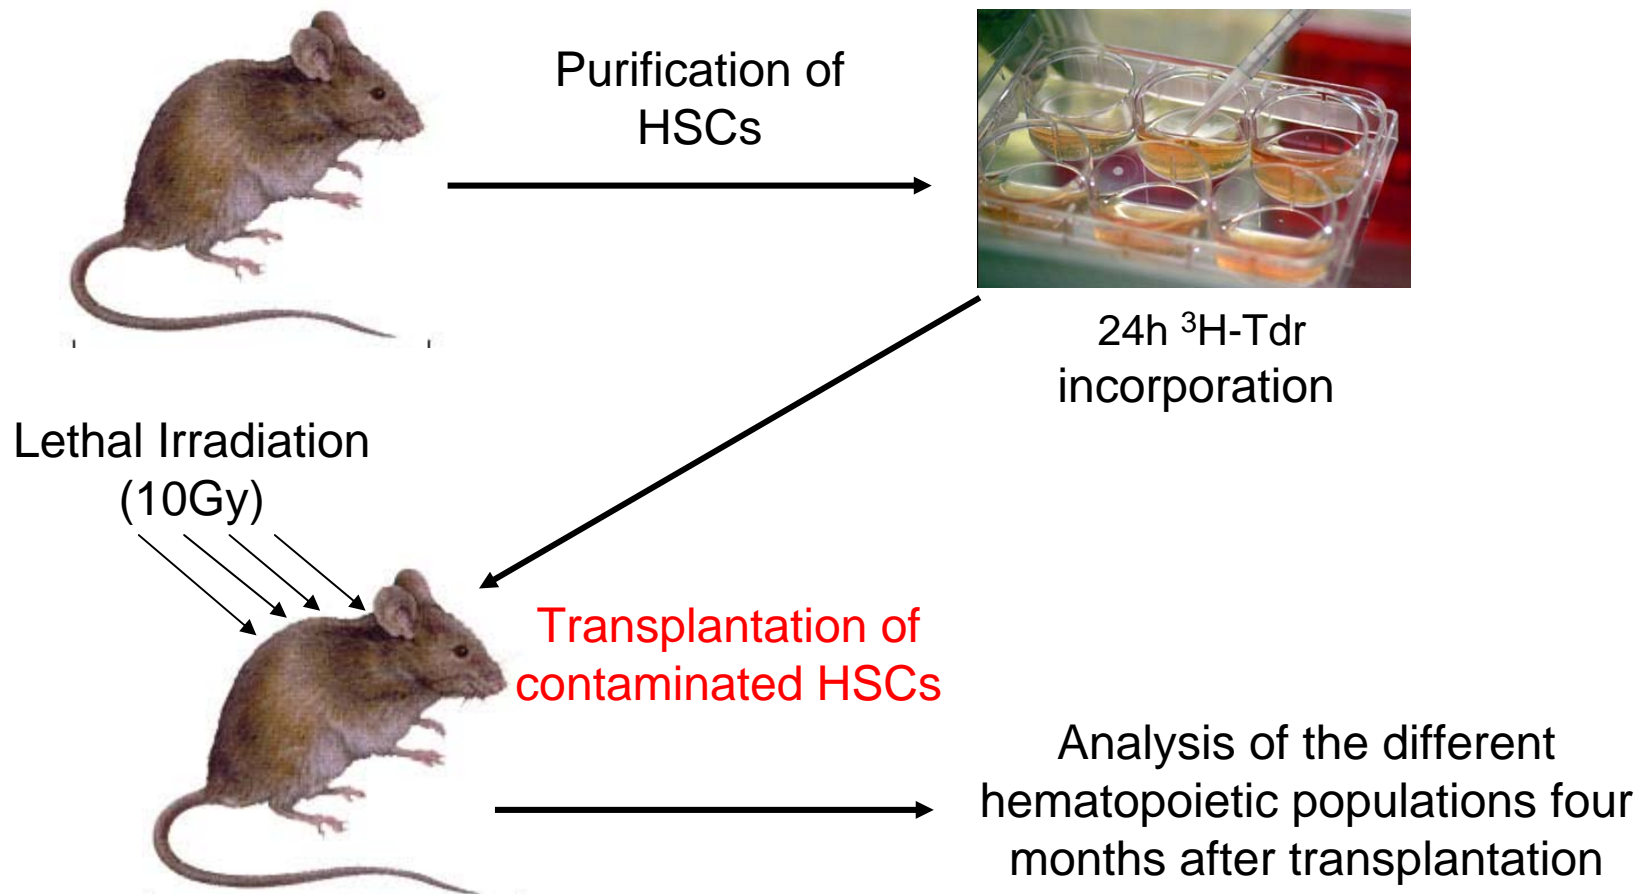 Purification of
HSCs
24h ³H-Tdr
incorporation
Lethal Irradiation
(10Gy)
Transplantation of
contaminated HSCs
Analysis of the different
hematopoietic populations four
months after transplantation